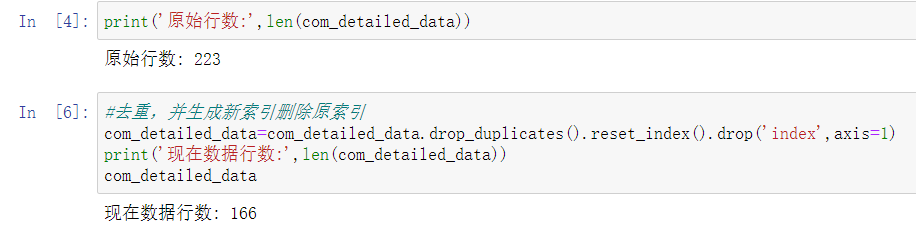 In [4]: print('原始行数:',len(com_detailed_data))
原始行数: 223
In [6]: #去重，并生成新索引删除原索引
com_detailed_data=com_detailed_data.drop_duplicates().reset_index().drop('index',axis=1)
print('现在数据行数:',len(com_detailed_data))
com_detailed_data
现在数据行数: 166